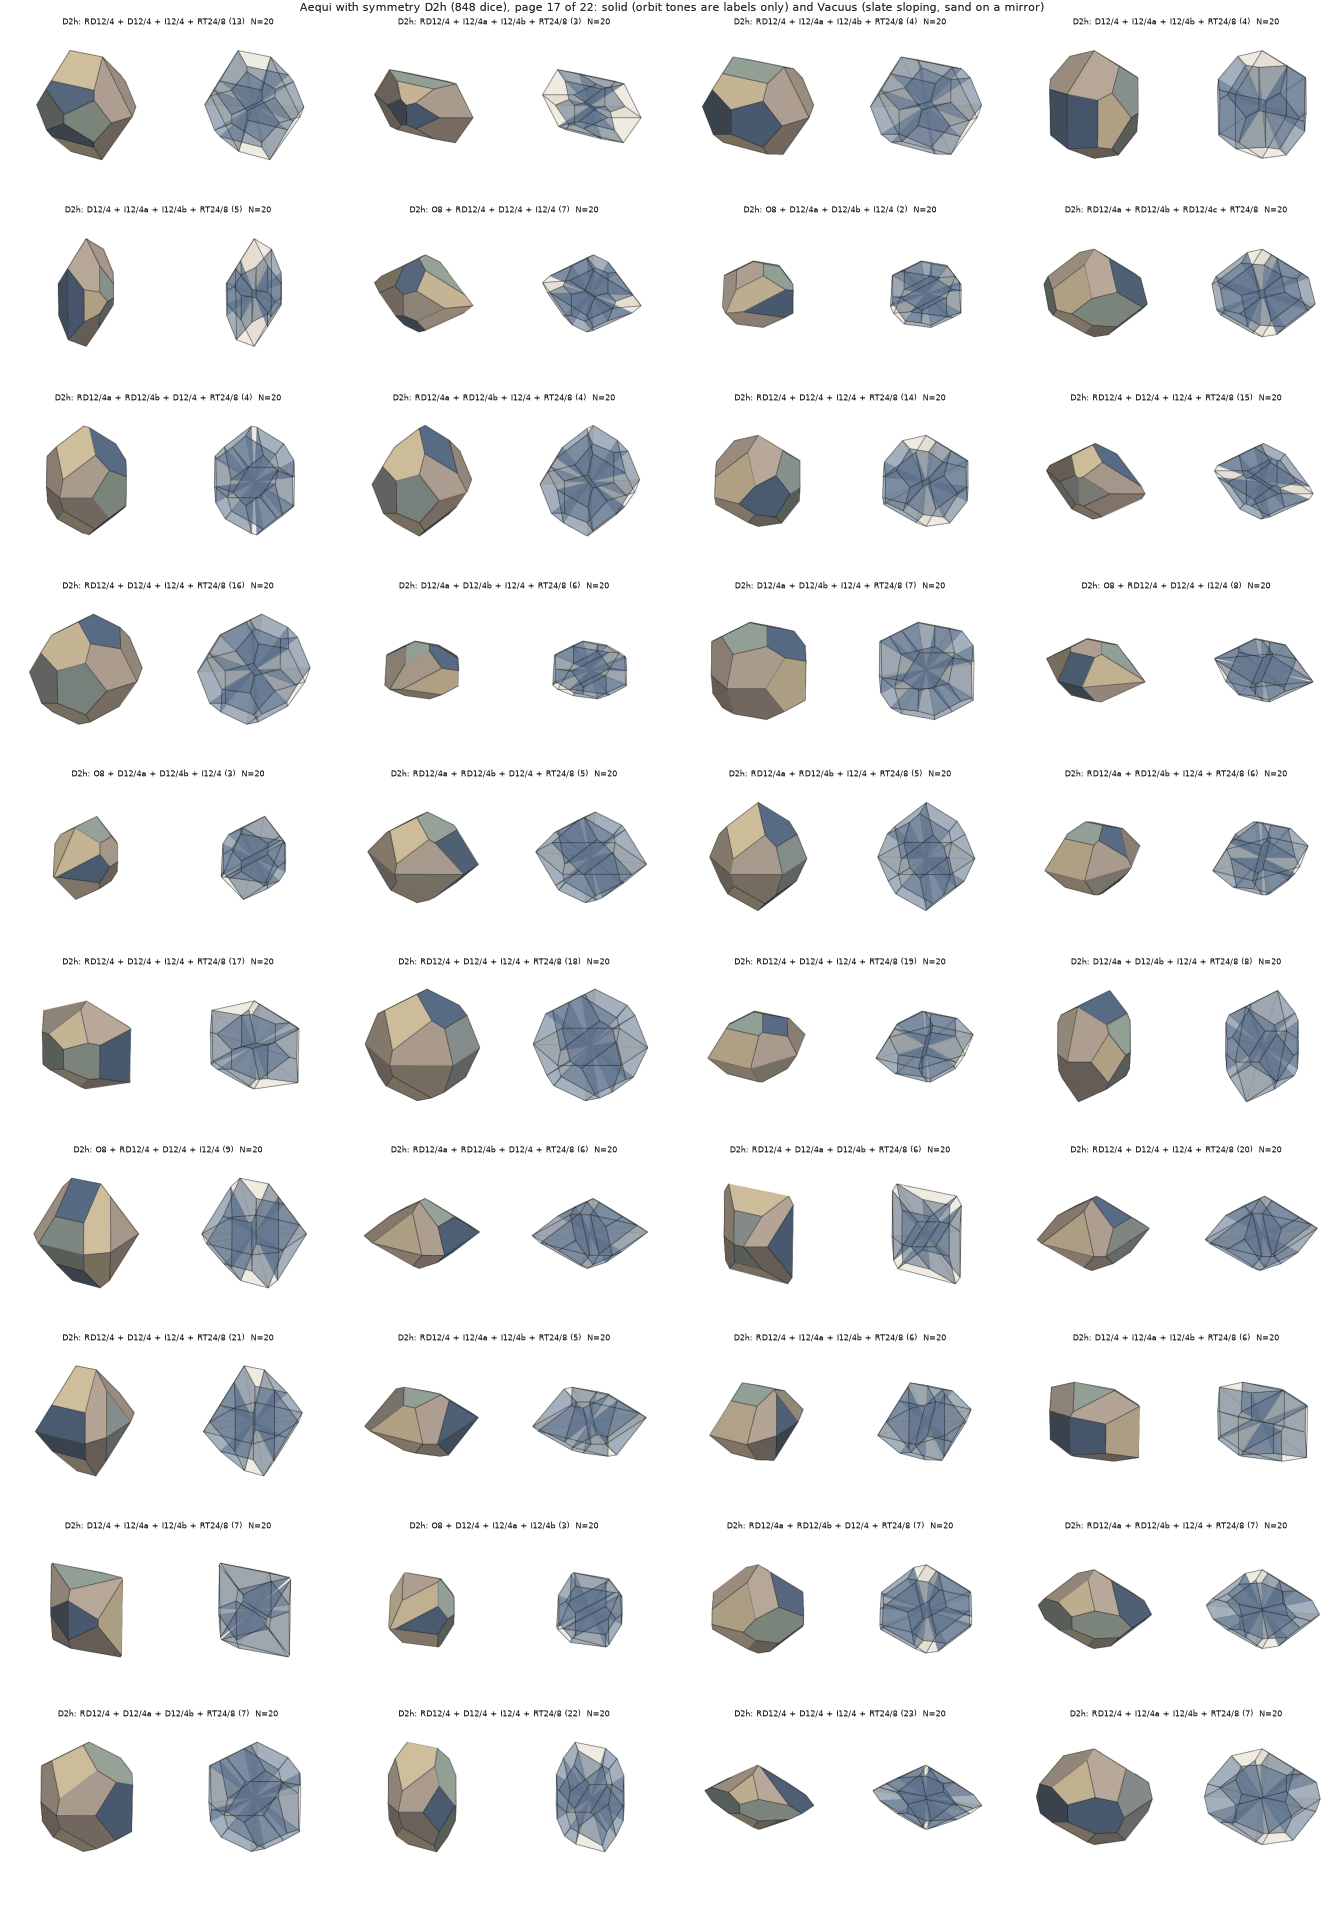 Aequi with symmetry D2h (848 dice), page 17 of 22: solid (orbit tones are labels only) and Vacuus (slate sloping, sand on a mirror)
D2h: RD12/4 + D12/4 + I12/4 + RT24/8 (13) N=20
D2h: RD12/4 + I12/4a + I12/4b + RT24/8 (3) N=20
D2h: RD12/4 + I12/4a + I12/4b + RT24/8 (4) N=20
D2h: D12/4 + I12/4a + I12/4b + RT24/8 (4) N=20
D2h: D12/4 + I12/4a + I12/4b + RT24/8 (5) N=20
D2h: O8 + RD12/4 + D12/4 + I12/4 (7) N=20
D2h: O8 + D12/4a + D12/4b + I12/4 (2) N=20
D2h: RD12/4a + RD12/4b + RD12/4c + RT24/8 N=20
D2h: RD12/4a + RD12/4b + D12/4 + RT24/8 (4) N=20
D2h: RD12/4a + RD12/4b + I12/4 + RT24/8 (4) N=20
D2h: RD12/4 + D12/4 + I12/4 + RT24/8 (14) N=20
D2h: RD12/4 + D12/4 + I12/4 + RT24/8 (15) N=20
D2h: RD12/4 + D12/4 + I12/4 + RT24/8 (16) N=20
D2h: D12/4a + D12/4b + I12/4 + RT24/8 (6) N=20
D2h: D12/4a + D12/4b + I12/4 + RT24/8 (7) N=20
D2h: O8 + RD12/4 + D12/4 + I12/4 (8) N=20
D2h: O8 + D12/4a + D12/4b + I12/4 (3) N=20
D2h: RD12/4a + RD12/4b + D12/4 + RT24/8 (5) N=20
D2h: RD12/4a + RD12/4b + I12/4 + RT24/8 (5) N=20
D2h: RD12/4a + RD12/4b + I12/4 + RT24/8 (6) N=20
D2h: RD12/4 + D12/4 + I12/4 + RT24/8 (17) N=20
D2h: RD12/4 + D12/4 + I12/4 + RT24/8 (18) N=20
D2h: RD12/4 + D12/4 + I12/4 + RT24/8 (19) N=20
D2h: D12/4a + D12/4b + I12/4 + RT24/8 (8) N=20
D2h: O8 + RD12/4 + D12/4 + I12/4 (9) N=20
D2h: RD12/4a + RD12/4b + D12/4 + RT24/8 (6) N=20
D2h: RD12/4 + D12/4a + D12/4b + RT24/8 (6) N=20
D2h: RD12/4 + D12/4 + I12/4 + RT24/8 (20) N=20
D2h: RD12/4 + D12/4 + I12/4 + RT24/8 (21) N=20
D2h: RD12/4 + I12/4a + I12/4b + RT24/8 (5) N=20
D2h: RD12/4 + I12/4a + I12/4b + RT24/8 (6) N=20
D2h: D12/4 + I12/4a + I12/4b + RT24/8 (6) N=20
D2h: D12/4 + I12/4a + I12/4b + RT24/8 (7) N=20
D2h: O8 + D12/4 + I12/4a + I12/4b (3) N=20
D2h: RD12/4a + RD12/4b + D12/4 + RT24/8 (7) N=20
D2h: RD12/4a + RD12/4b + I12/4 + RT24/8 (7) N=20
D2h: RD12/4 + D12/4a + D12/4b + RT24/8 (7) N=20
D2h: RD12/4 + D12/4 + I12/4 + RT24/8 (22) N=20
D2h: RD12/4 + D12/4 + I12/4 + RT24/8 (23) N=20
D2h: RD12/4 + I12/4a + I12/4b + RT24/8 (7) N=20